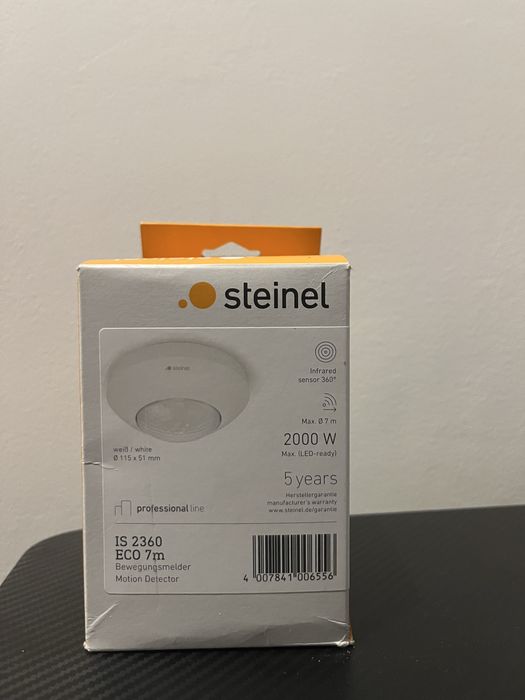 steinel
steinel
Infrared
sensor 360°
Max. Ø 7 m
2000 W
Max. (LED-ready)
weiß / white
Ø 115 x 51 mm
5 years
Herstellergarantie
manufacturer's warranty
www.steinel.de/garantie
professional line
IS 2360
ECO 7m
Bewegungsmelder
Motion Detector
4 007841 006556